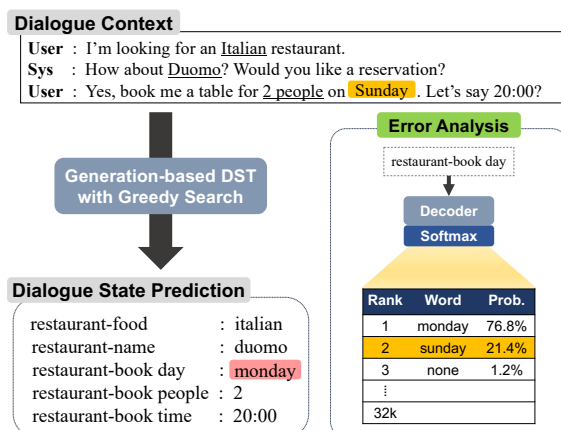 Dialogue Context
User : I'm looking for an Italian restaurant.
Sys : How about Duomo? Would you like a reservation?
User : Yes, book me a table for 2 people on Sunday . Let's say 20:00?
Generation-based DST
with Greedy Search
Dialogue State Prediction
restaurant-food : italian
restaurant-name : duomo
restaurant-book day : monday
restaurant-book people : 2
restaurant-book time : 20:00
Error Analysis
restaurant-book day
Decoder
Softmax
Rank Word Prob.
1 monday 76.8%
2 sunday 21.4%
3 none 1.2%
⁞
32k